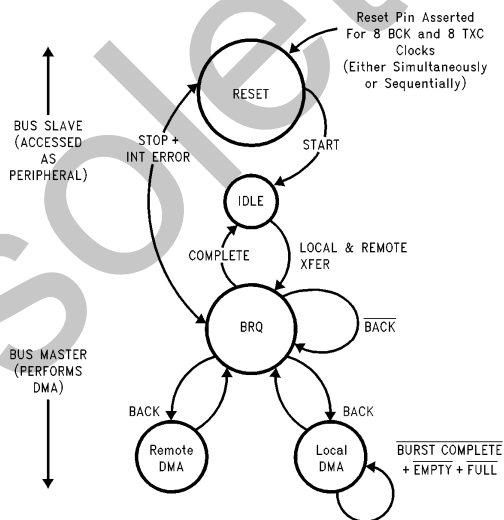 Reset Pin Asserted
For 8 BCK and 8 TXC
Clocks
(Either Simultaneously
or Sequentially)
RESET
BUS SLAVE
(ACCESSED
AS
PERIPHERAL)
STOP +
INT ERROR
START
IDLE
COMPLETE
LOCAL & REMOTE
XFER
BRQ
BACK
BUS MASTER
(PERFORMS
DMA)
BACK
BACK
Remote
DMA
Local
DMA
BURST COMPLETE
+ EMPTY + FULL